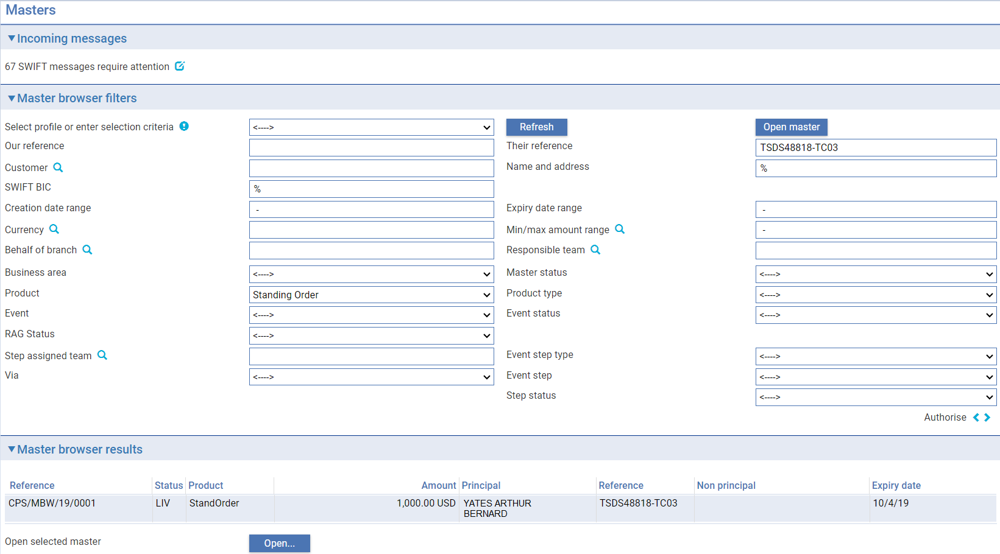 Masters
Incoming messages
67 SWIFT messages require attention
Master browser filters
Select profile or enter selection criteria <----> Refresh Open master
Our reference Their reference TSDS48818-TC03
Customer Name and address %
SWIFT BIC %
Creation date range - Expiry date range -
Currency Min/max amount range -
Behalf of branch Responsible team
Business area <----> Master status <---->
Product Standing Order Product type <---->
Event <----> Event status <---->
RAG Status <---->
Step assigned team Event step type <---->
Via <----> Event step <---->
Step status <---->
Authorise < >
Master browser results
Reference Status Product Amount Principal Reference Non principal Expiry date
CPS/MBW/19/0001 LIV StandOrder 1,000.00 USD YATES ARTHUR TSDS48818-TC03 10/4/19
BERNARD
Open selected master Open...